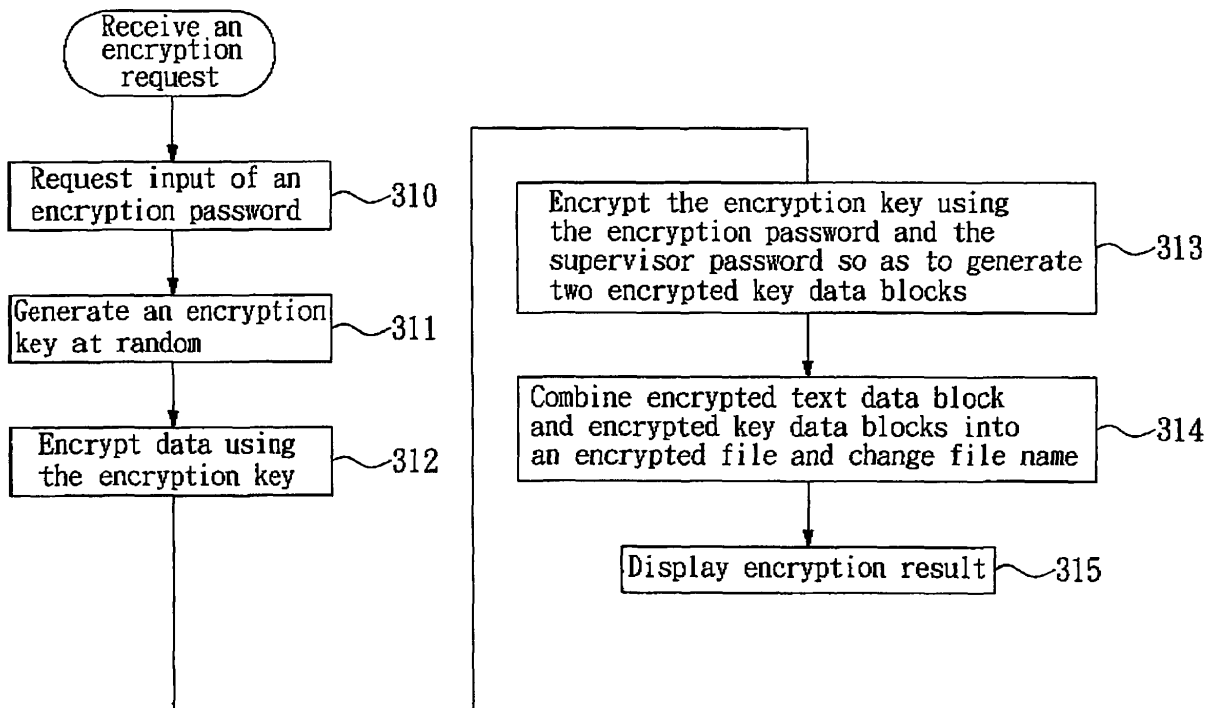 Receive an
encryption
request
Request input of an
encryption password
310
Generate an encryption
key at random
311
Encrypt data using
the encryption key
312
Encrypt the encryption key using
the encryption password and the
supervisor password so as to generate
two encrypted key data blocks
313
Combine encrypted text data block
and encrypted key data blocks into
an encrypted file and change file name
314
Display encryption result
315